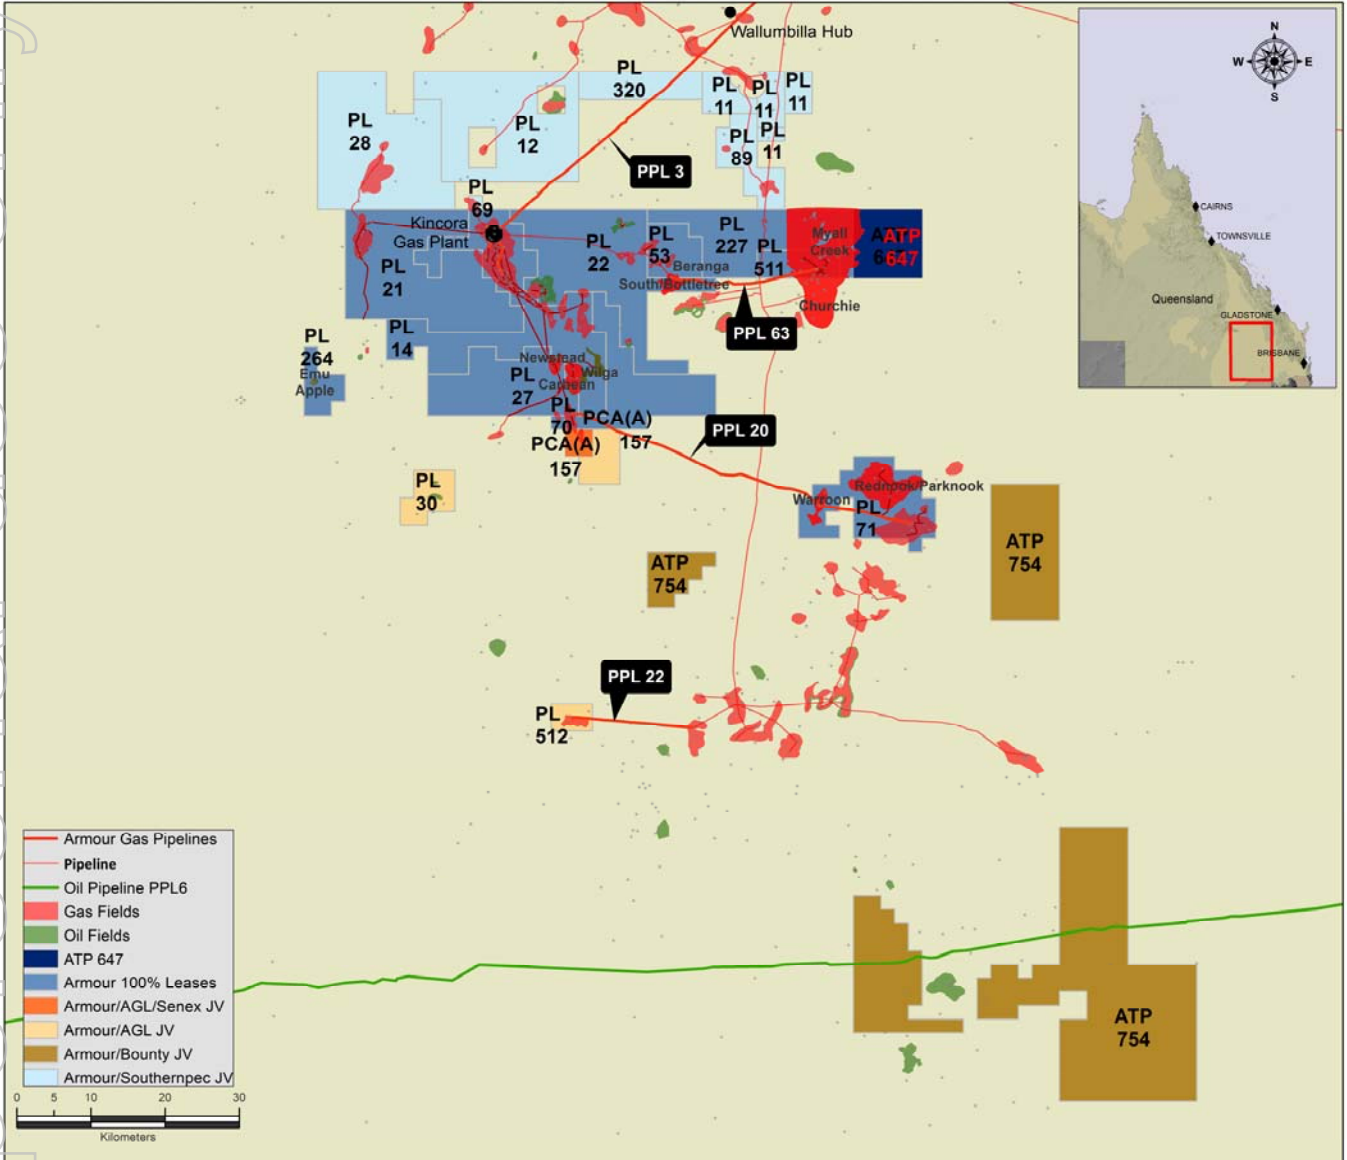 Wallumbilla Hub
N
W
E
S
PL
320
PL
11
PL
11
PL
11
PL
28
PL
12
PL
89
PL
11
PPL 3
PL
69
Kincora
Gas Plant
PL
21
PL
22
PL
53
PL
227
PL
511
Myall
Creek
ATP
647
Beranga
South Bottletree
Churchie
PPL 63
PL
14
PL
264
Emu
Apple
Newstead
Wilga
PL
27
Carbean
PL
70
PCA(A)
157
PCA(A)
157
PPL 20
PL
30
Warroon
PL
71
ATP
754
ATP
754
PPL 22
PL
512
ATP
754
CAIRNS
TOWNSVILLE
Queensland
GLADSTONE
BRISBANE
Armour Gas Pipelines
Pipeline
Oil Pipeline PPL6
Gas Fields
Oil Fields
ATP 647
Armour 100% Leases
Armour/AGL/Senex JV
Armour/AGL JV
Armour/Bounty JV
Armour/Southernpec JV
0 5 10 20 30
Kilometers